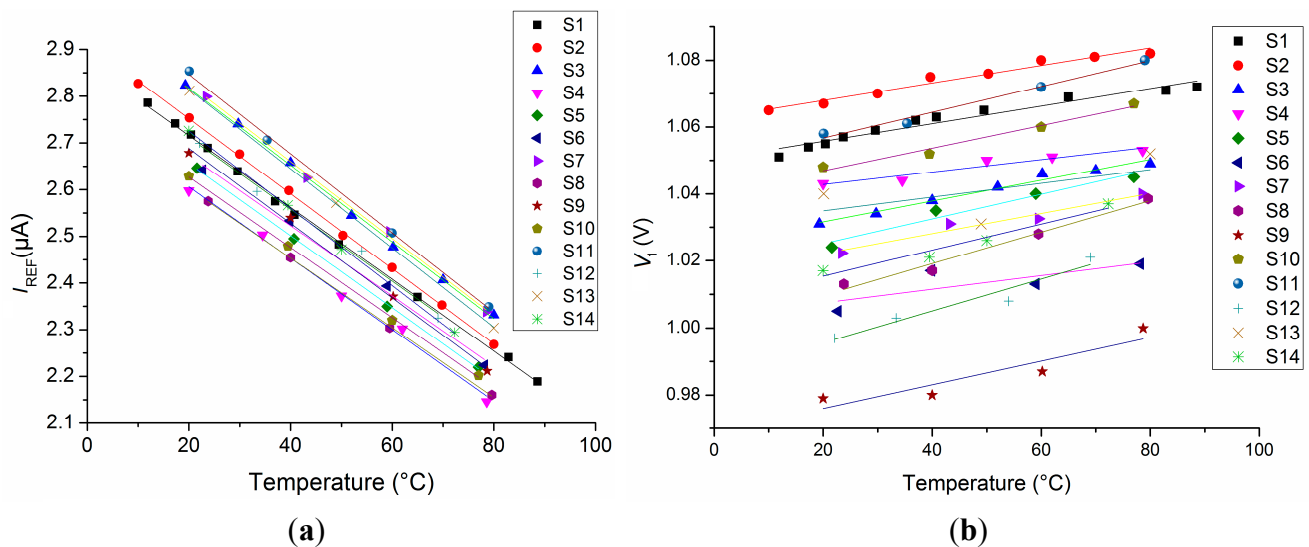 2.9
2.8
2.7
2.6
2.5
2.4
2.3
2.2
2.1
I_REF(µA)
0 20 40 60 80 100
Temperature (°C)
S1
S2
S3
S4
S5
S6
S7
S8
S9
S10
S11
S12
S13
S14
(a)
1.08
1.06
1.04
1.02
1.00
0.98
V_1 (V)
0 20 40 60 80 100
Temperature (°C)
S1
S2
S3
S4
S5
S6
S7
S8
S9
S10
S11
S12
S13
S14
(b)